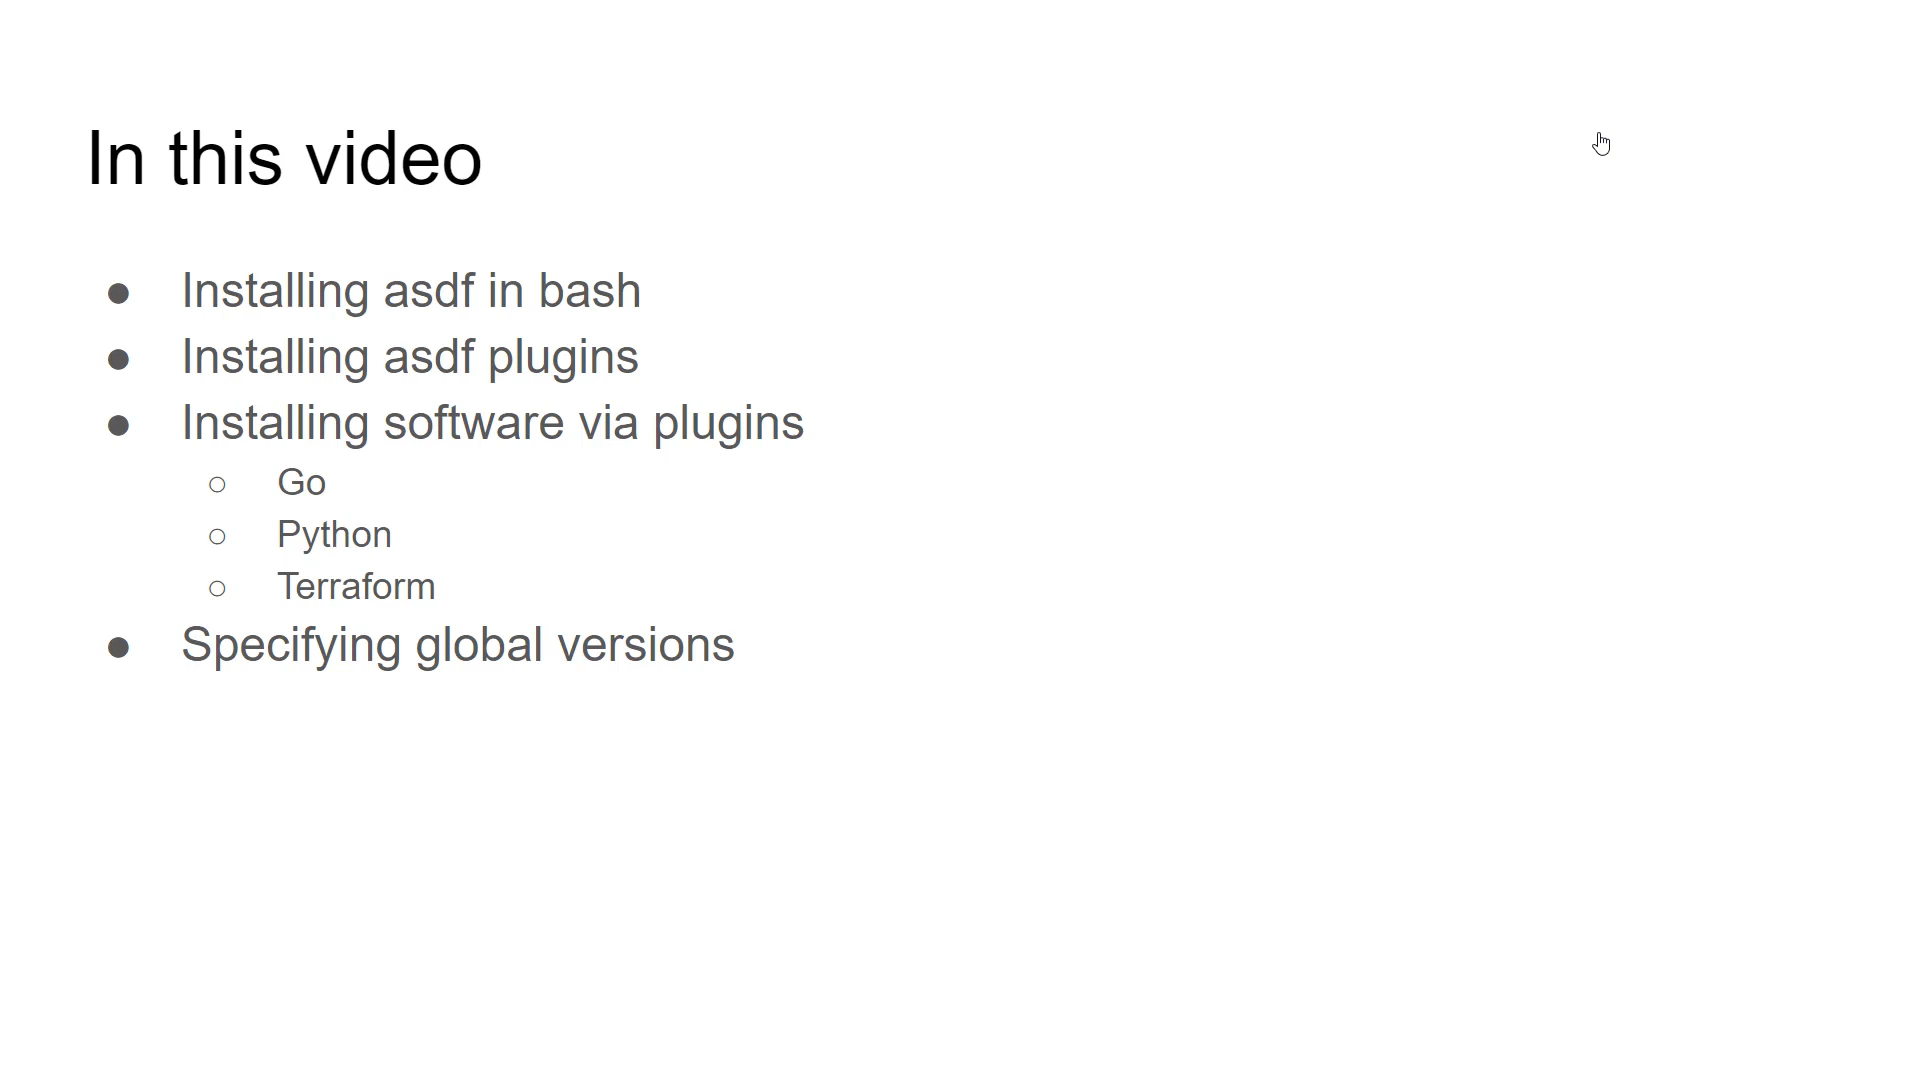 In this video
● Installing asdf in bash
● Installing asdf plugins
● Installing software via plugins
○ Go
○ Python
○ Terraform
● Specifying global versions